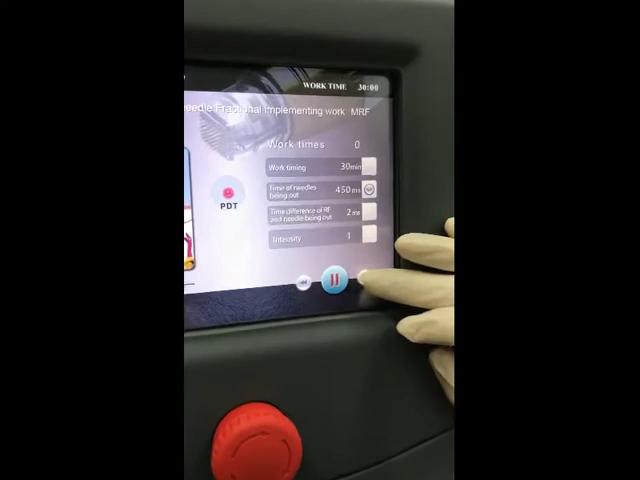 WORK TIME 30:00
eedle Fractional Implementing work MRF
Work times 0
Work timing 30min
Time of needles
being out 450ms
PDT
Time difference of RF
and needle being out 2ms
Intensity 1